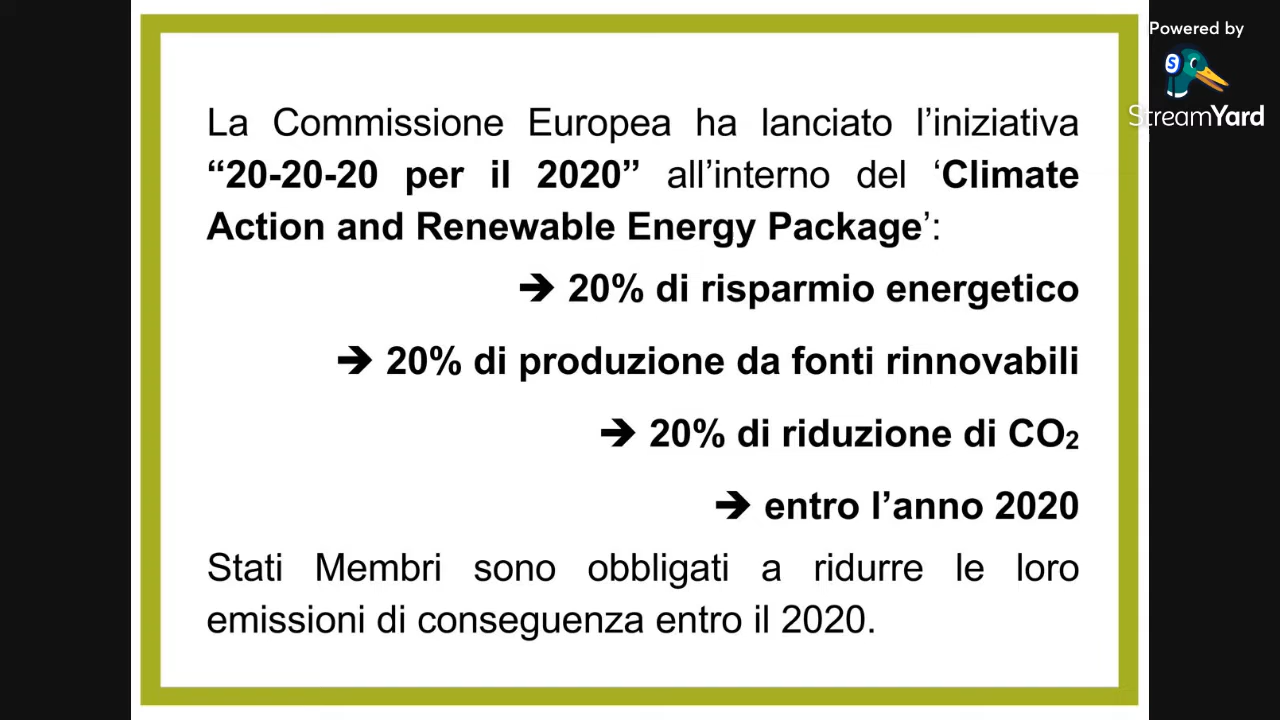 La Commissione Europea ha lanciato l’iniziativa
“20-20-20 per il 2020” all’interno del ‘Climate
Action and Renewable Energy Package’:
➔ 20% di risparmio energetico
➔ 20% di produzione da fonti rinnovabili
➔ 20% di riduzione di CO₂
➔ entro l’anno 2020
Stati Membri sono obbligati a ridurre le loro
emissioni di conseguenza entro il 2020.
Powered by
S
StreamYard